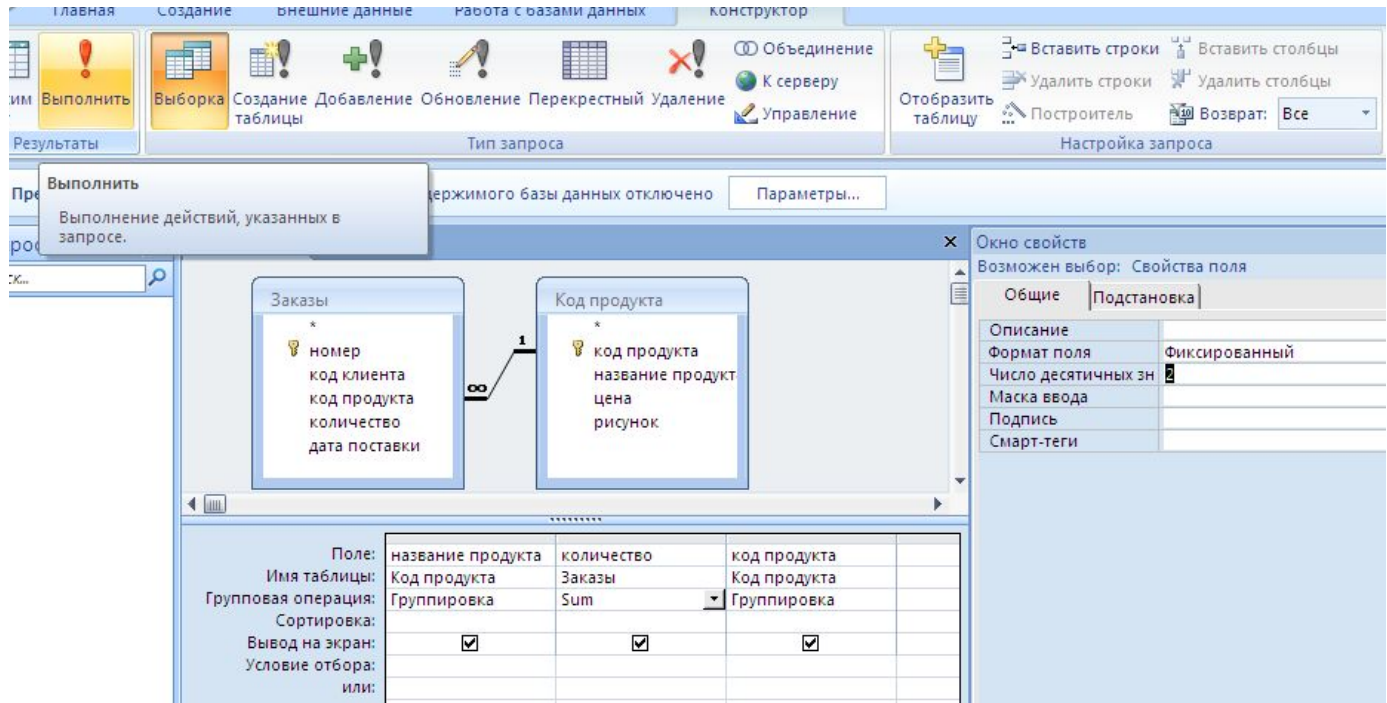 Главная Создание Внешние данные Работа с базами данных Конструктор
Выполнить
Выборка Создание таблицы Добавление Обновление Перекрестный Удаление
Объединение
К серверу
Управление
Отобразить таблицу
Вставить строки
Удалить строки
Построитель
Вставить столбцы
Удалить столбцы
Возврат: Все
Результаты Тип запроса Настройка запроса
Выполнить
Выполнение действий, указанных в
запросе.
базы данных отключено Параметры...
Заказы
*
номер
код клиента
код продукта
количество
дата поставки
1
∞
Код продукта
*
код продукта
название продукт
цена
рисунок
Окно свойств
Возможен выбор: Свойства поля
Общие Подстановка
Описание
Формат поля Фиксированный
Число десятичных зн 2
Маска ввода
Подпись
Смарт-теги
Поле: название продукта количество код продукта
Имя таблицы: Код продукта Заказы Код продукта
Групповая операция: Группировка Sum Группировка
Сортировка:
Вывод на экран:
Условие отбора:
или: